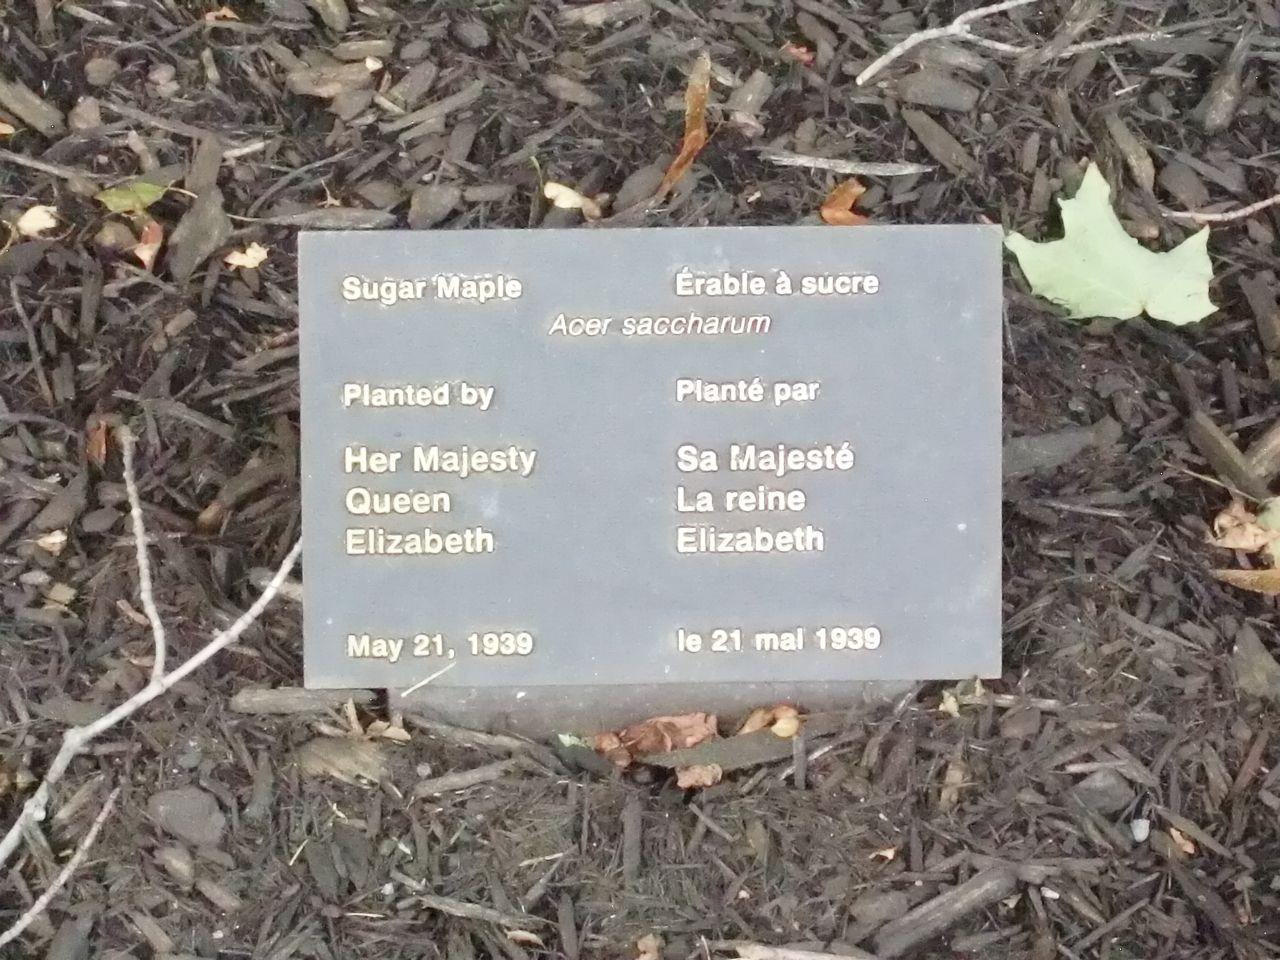 Sugar Maple
Érable à sucre
Acer saccharum
Planted by
Her Majesty
Queen
Elizabeth
May 21, 1939
Planté par
Sa Majesté
La reine
Elizabeth
le 21 mai 1939